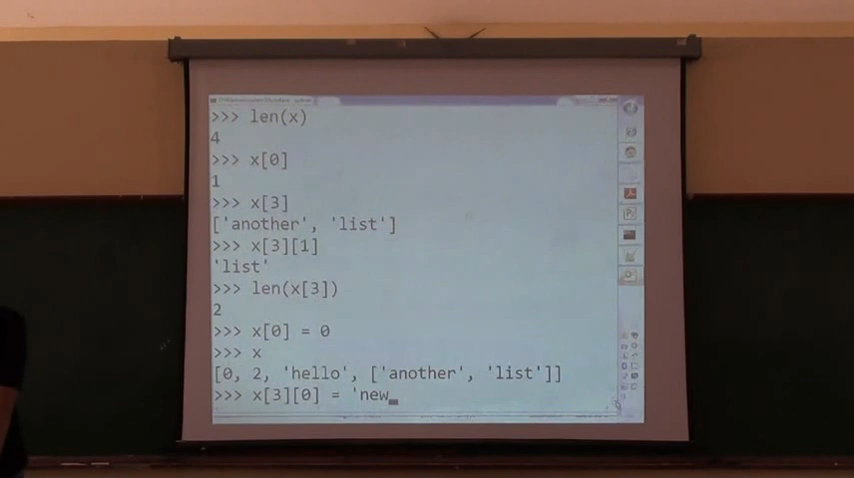 >>> len(x)
4
>>> x[0]
1
>>> x[3]
['another', 'list']
>>> x[3][1]
'list'
>>> len(x[3])
2
>>> x[0] = 0
>>> x
[0, 2, 'hello', ['another', 'list']]
>>> x[3][0] = 'new_